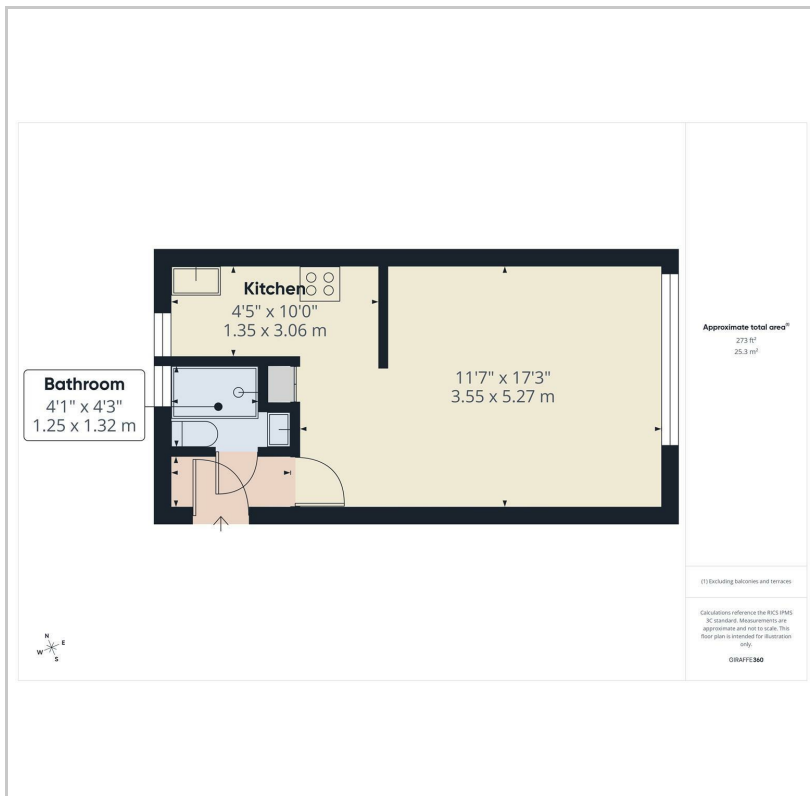 Kitchen
4'5" x 10'0"
1.35 x 3.06 m
Bathroom
4'1" x 4'3"
1.25 x 1.32 m
11'7" x 17'3"
3.55 x 5.27 m
N
E
W
S
Approximate total area⁽¹⁾
273 ft²
25.3 m²
(1) Excluding balconies and terraces
Calculations reference the RICS IPMS
3C standard. Measurements are
approximate and not to scale. This
floor plan is intended for illustration
only.
GIRAFFE360